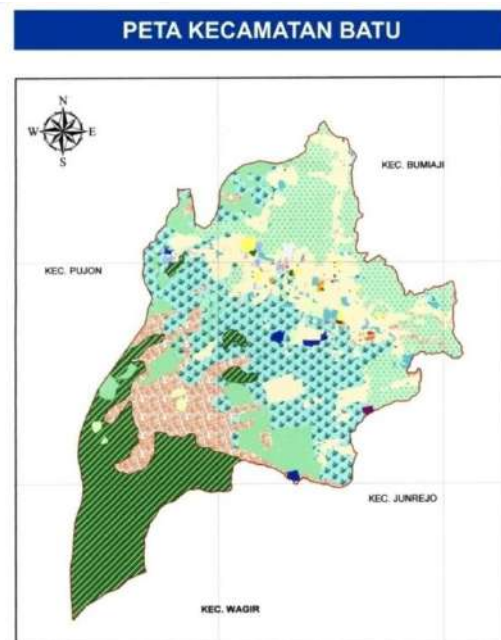 PETA KECAMATAN BATU
N
W E
S
KEC. BUMIAJI
KEC. PUJON
KEC. JUNREJO
KEC. WAGIR